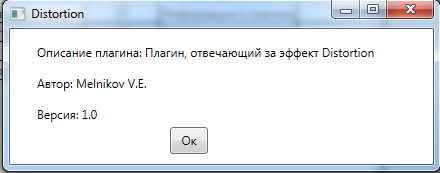 Distortion
Описание плагина: Плагин, отвечающий за эффект Distortion
Автор: Melnikov V.E.
Версия: 1.0
Ок